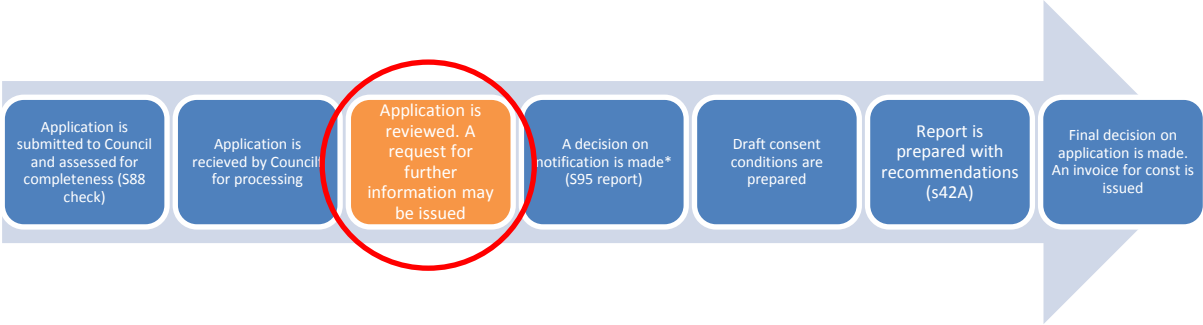 Application is
submitted to Council
and assessed for
completeness (S88
check)
Application is
recieved by Council
for processing
Application is
reviewed. A
request for
further
information may
be issued
A decision on
notification is made*
(S95 report)
Draft consent
conditions are
prepared
Report is
prepared with
recommendations
(s42A)
Final decision on
application is made.
An invoice for const is
issued